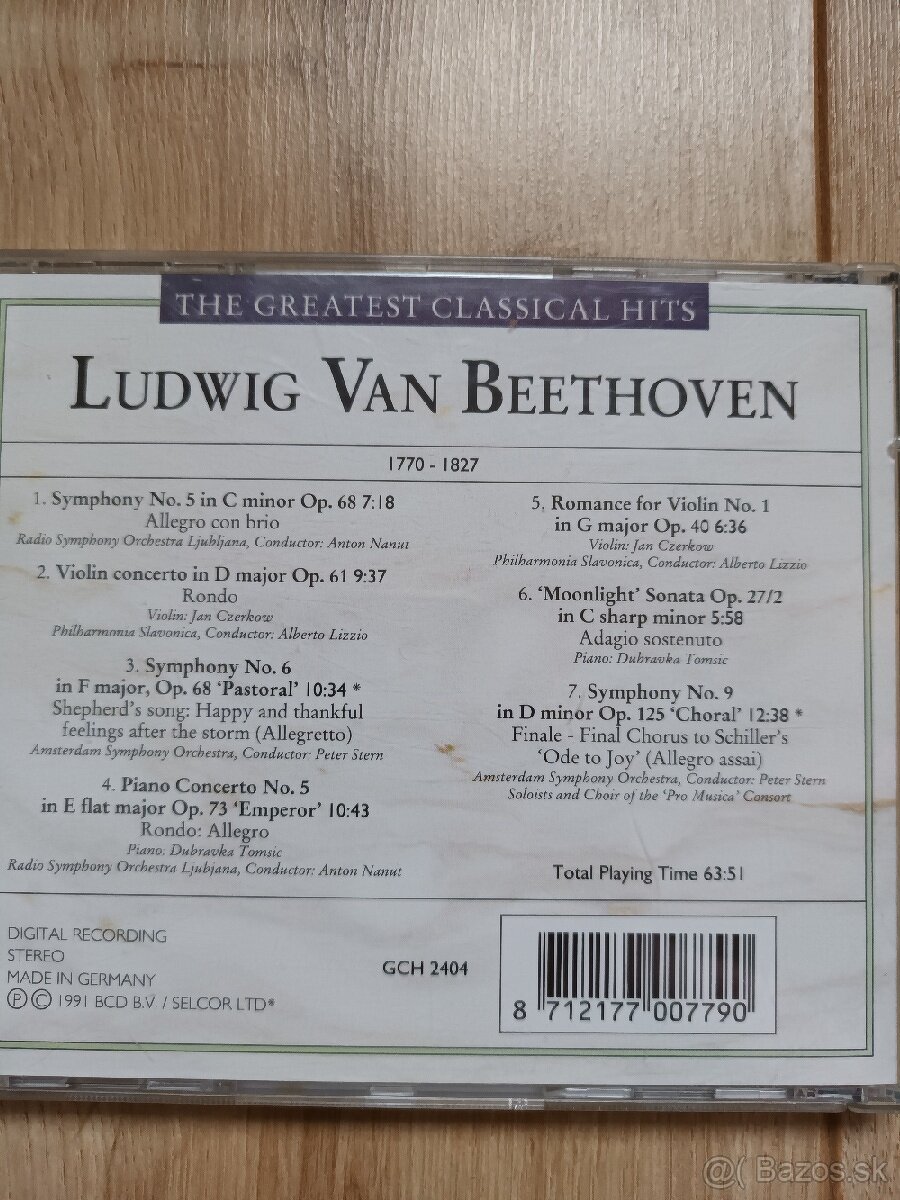 THE GREATEST CLASSICAL HITS
LUDWIG VAN BEETHOVEN
1770 - 1827
1. Symphony No. 5 in C minor Op. 68 7:18
Allegro con brio
Radio Symphony Orchestra Ljubljana, Conductor: Anton Nanut
2. Violin concerto in D major Op. 61 9:37
Rondo
Violin: Jan Czerkow
Philharmonia Slavonica, Conductor: Alberto Lizzio
3. Symphony No. 6
in F major, Op. 68 'Pastoral' 10:34 *
Shepherd's song: Happy and thankful
feelings after the storm (Allegretto)
Amsterdam Symphony Orchestra, Conductor: Peter Stern
4. Piano Concerto No. 5
in E flat major Op. 73 'Emperor' 10:43
Rondo: Allegro
Piano: Dubravka Tomsic
Radio Symphony Orchestra Ljubjana, Conductor: Anton Nanut
5. Romance for Violin No. 1
in G major Op. 40 6:36
Violin: Jan Czerkow
Philharmonia Slavonica, Conductor: Alberto Lizzio
6. 'Moonlight' Sonata Op. 27/2
in C sharp minor 5:58
Adagio sostenuto
Piano: Dubravka Tomsic
7. Symphony No. 9
in D minor Op. 125 'Choral' 12:38 *
Finale - Final Chorus to Schiller's
'Ode to Joy' (Allegro assai)
Amsterdam Symphony Orchestra, Conductor: Peter Stern
Soloists and Choir of the 'Pro Musica' Consort
Total Playing Time 63:51
DIGITAL RECORDING
STEREO
MADE IN GERMANY
Ⓟ Ⓒ 1991 BCD B.V. / SELCOR LTD*
GCH 2404
8 712177 007790
@( Bazos.sk